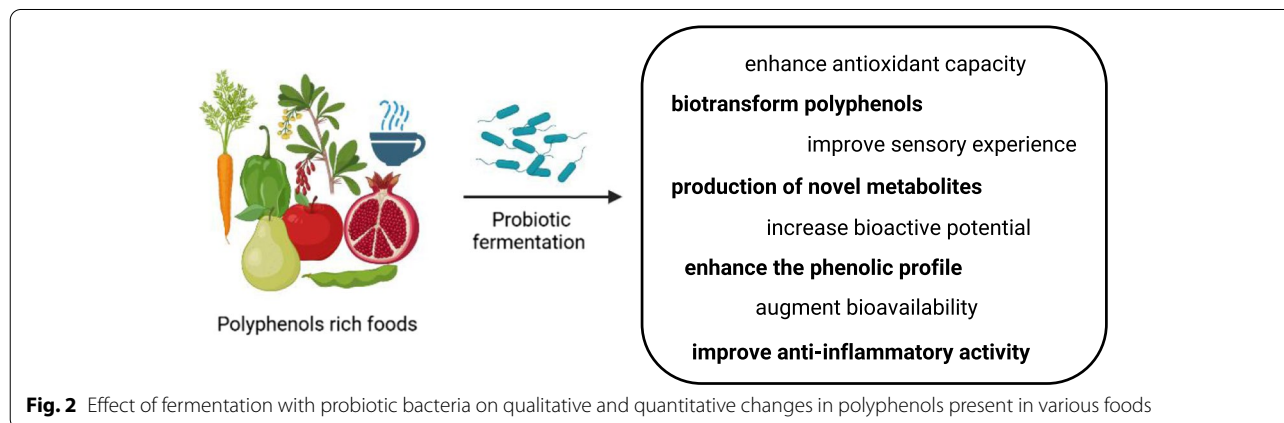 Polyphenols rich foods
Probiotic
fermentation
enhance antioxidant capacity
biotransform polyphenols
improve sensory experience
production of novel metabolites
increase bioactive potential
enhance the phenolic profile
augment bioavailability
improve anti-inflammatory activity
Fig. 2 Effect of fermentation with probiotic bacteria on qualitative and quantitative changes in polyphenols present in various foods